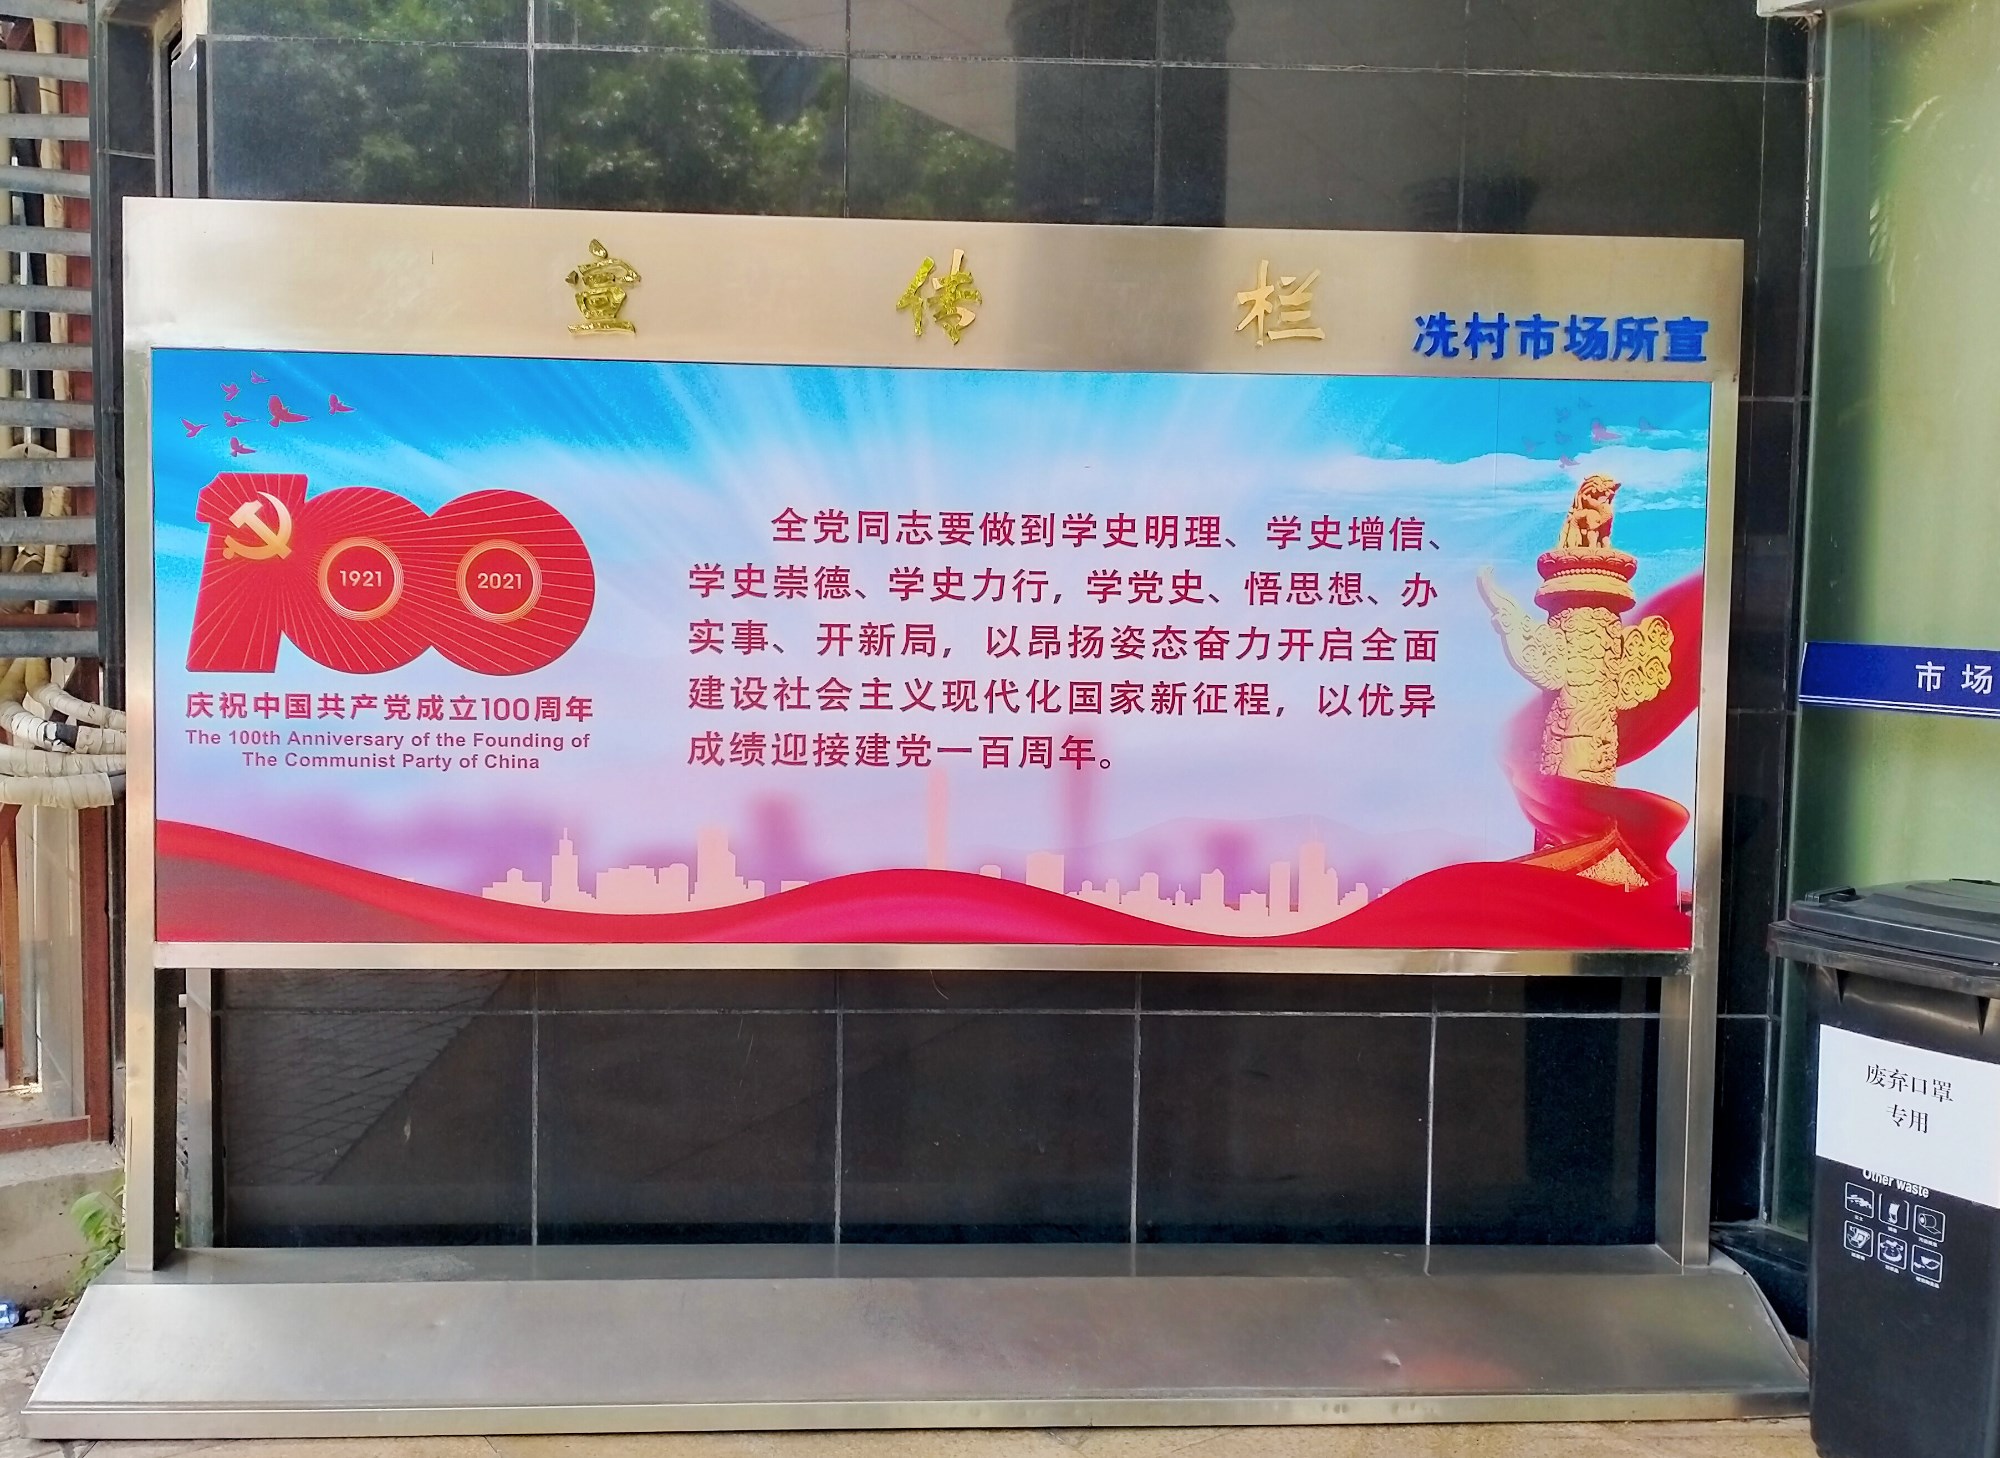 宣传栏
冼村市场所宣
1921
2021
庆祝中国共产党成立100周年
The 100th Anniversary of the Founding of
The Communist Party of China
全党同志要做到学史明理、学史增信、
学史崇德、学史力行，学党史、悟思想、办
实事、开新局，以昂扬姿态奋力开启全面
建设社会主义现代化国家新征程，以优异
成绩迎接建党一百周年。
市场
废弃口罩
专用
Other waste